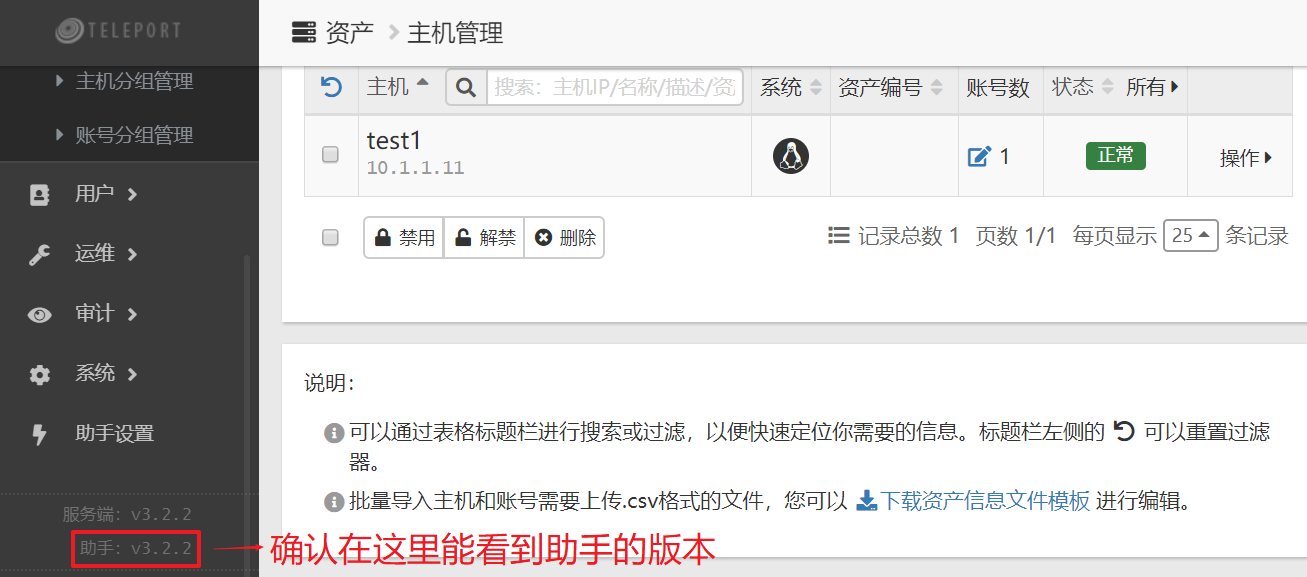 TELEPORT
资产 主机管理
主机分组管理
账号分组管理
用户
运维
审计
系统
助手设置
服务端：v3.2.2
助手：v3.2.2
主机 搜索：主机IP/名称/描述/资 系统 资产编号 账号数 状态 所有
test1
10.1.1.11
1 正常 操作
禁用 解禁 删除 记录总数 1 页数 1/1 每页显示 25 条记录
说明：
可以通过表格标题栏进行搜索或过滤，以便快速定位你需要的信息。标题栏左侧的 可以重置过滤
器。
批量导入主机和账号需要上传.csv格式的文件，您可以 下载资产信息文件模板 进行编辑。
确认在这里能看到助手的版本